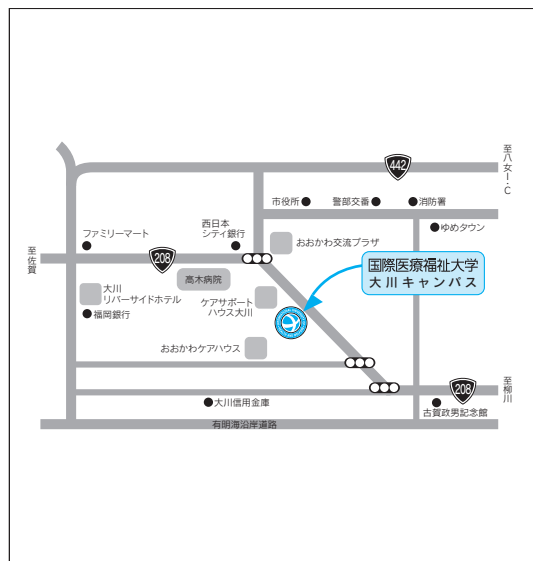 至八女I・C
442
市役所
警部交番
消防署
ゆめタウン
西日本
シティ銀行
ファミリーマート
おおかわ交流プラザ
至佐賀
208
国際医療福祉大学
大川キャンパス
高木病院
大川
リバーサイドホテル
ケアサポート
ハウス大川
福岡銀行
おおかわケアハウス
208
至柳川
大川信用金庫
古賀政男記念館
有明海沿岸道路